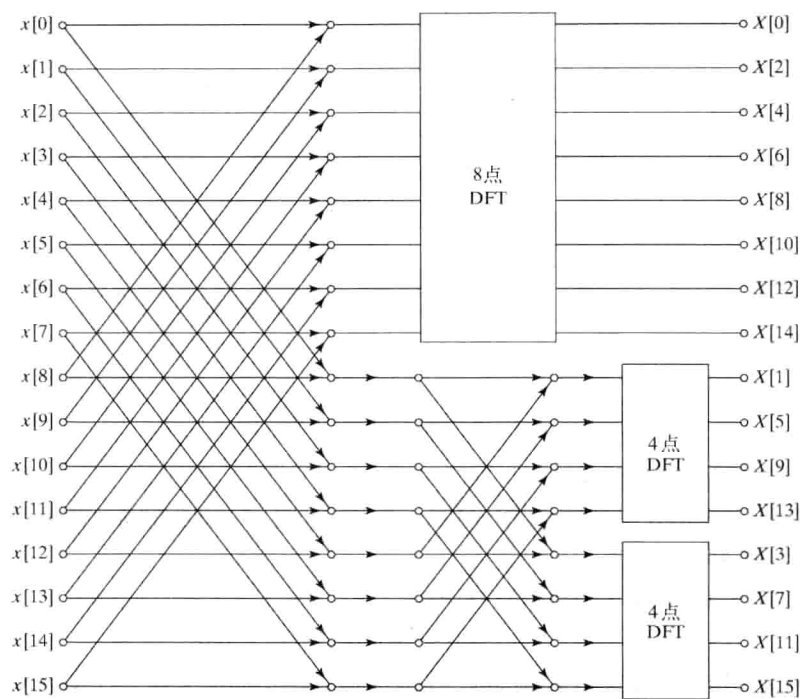 x[0]
x[1]
x[2]
x[3]
x[4]
x[5]
x[6]
x[7]
x[8]
x[9]
x[10]
x[11]
x[12]
x[13]
x[14]
x[15]
8点
DFT
4点
DFT
4点
DFT
X[0]
X[2]
X[4]
X[6]
X[8]
X[10]
X[12]
X[14]
X[1]
X[5]
X[9]
X[13]
X[3]
X[7]
X[11]
X[15]